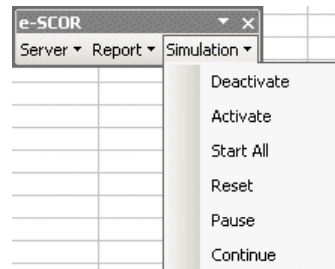 e-SCOR
Server Report Simulation
Deactivate
Activate
Start All
Reset
Pause
Continue